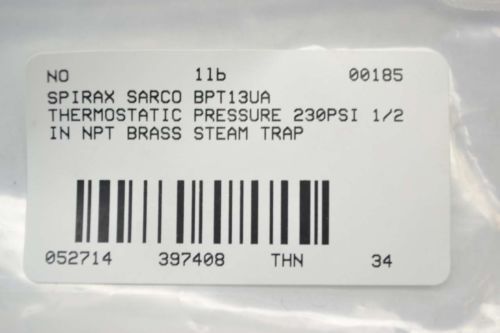 NO 1lb 00185
SPIRAX SARCO BPT13UA
THERMOSTATIC PRESSURE 230PSI 1/2
IN NPT BRASS STEAM TRAP
052714 397408 THN 34